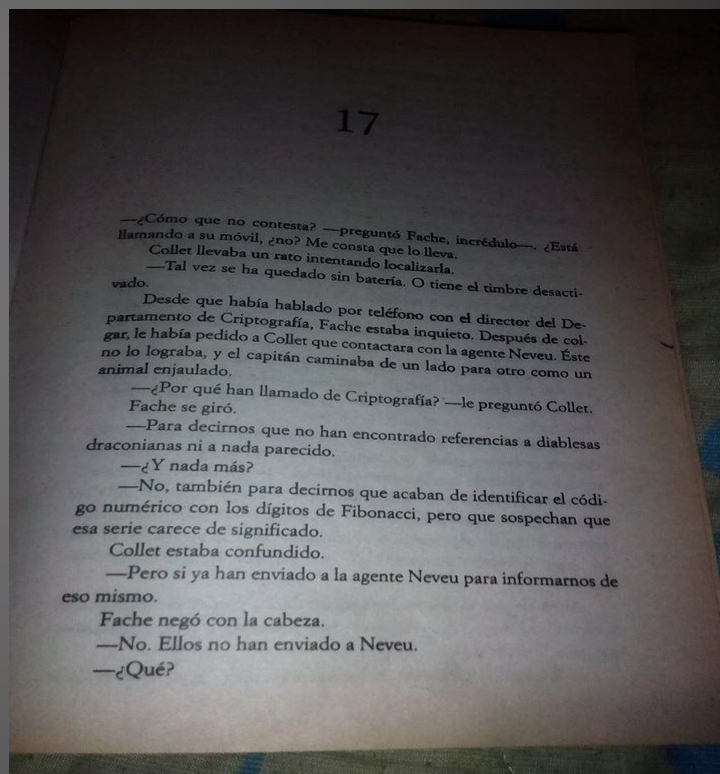 17
—¿Cómo que no contesta? —preguntó Fache, incrédulo—. ¿Está
llamando a su móvil, ¿no? Me consta que lo lleva.
Collet llevaba un rato intentando localizarla.
—Tal vez se ha quedado sin batería. O tiene el timbre desacti-
vado.
Desde que había hablado por teléfono con el director del De-
partamento de Criptografía, Fache estaba inquieto. Después de col-
gar, le había pedido a Collet que contactara con la agente Neveu. Éste
no lo lograba, y el capitán caminaba de un lado para otro como un
animal enjaulado.
—¿Por qué han llamado de Criptografía? —le preguntó Collet.
Fache se giró.
—Para decirnos que no han encontrado referencias a diablesas
draconianas ni a nada parecido.
—¿Y nada más?
—No, también para decirnos que acaban de identificar el códi-
go numérico con los dígitos de Fibonacci, pero que sospechan que
esa serie carece de significado.
Collet estaba confundido.
—Pero si ya han enviado a la agente Neveu para informarnos de
eso mismo.
Fache negó con la cabeza.
—No. Ellos no han enviado a Neveu.
—¿Qué?